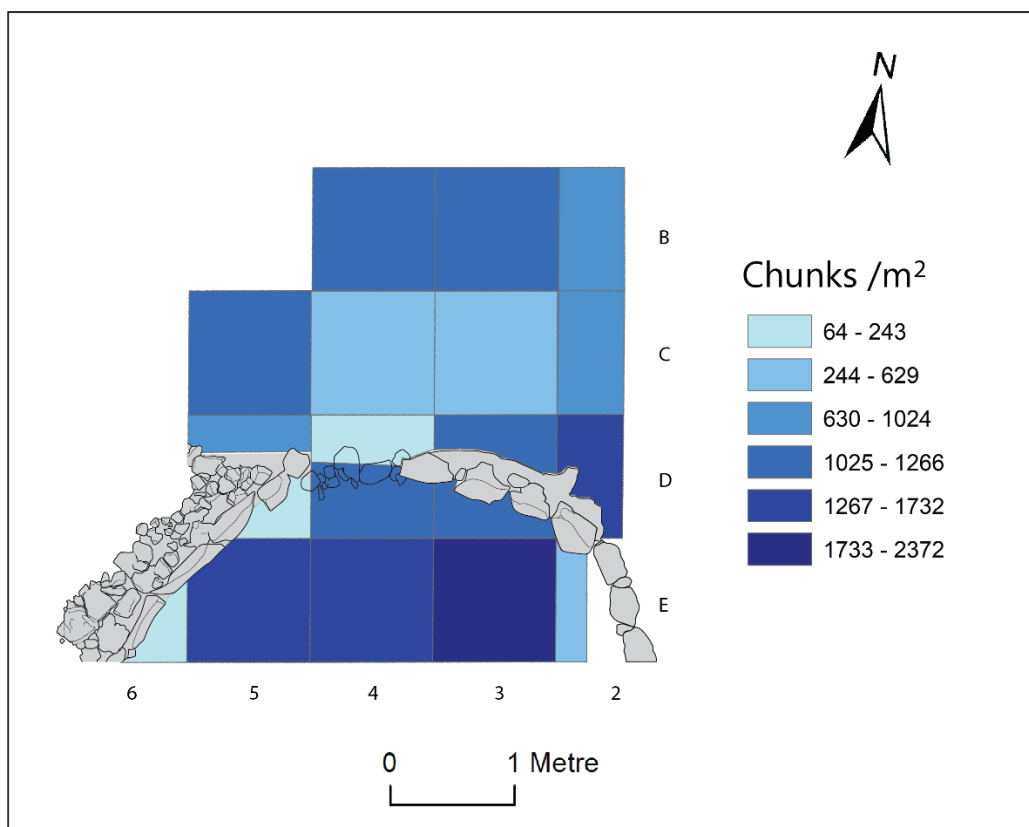 N
B
Chunks /m²
64 - 243
C
244 - 629
630 - 1024
1025 - 1266
D
1267 - 1732
1733 - 2372
E
6 5 4 3 2
0 1 Metre